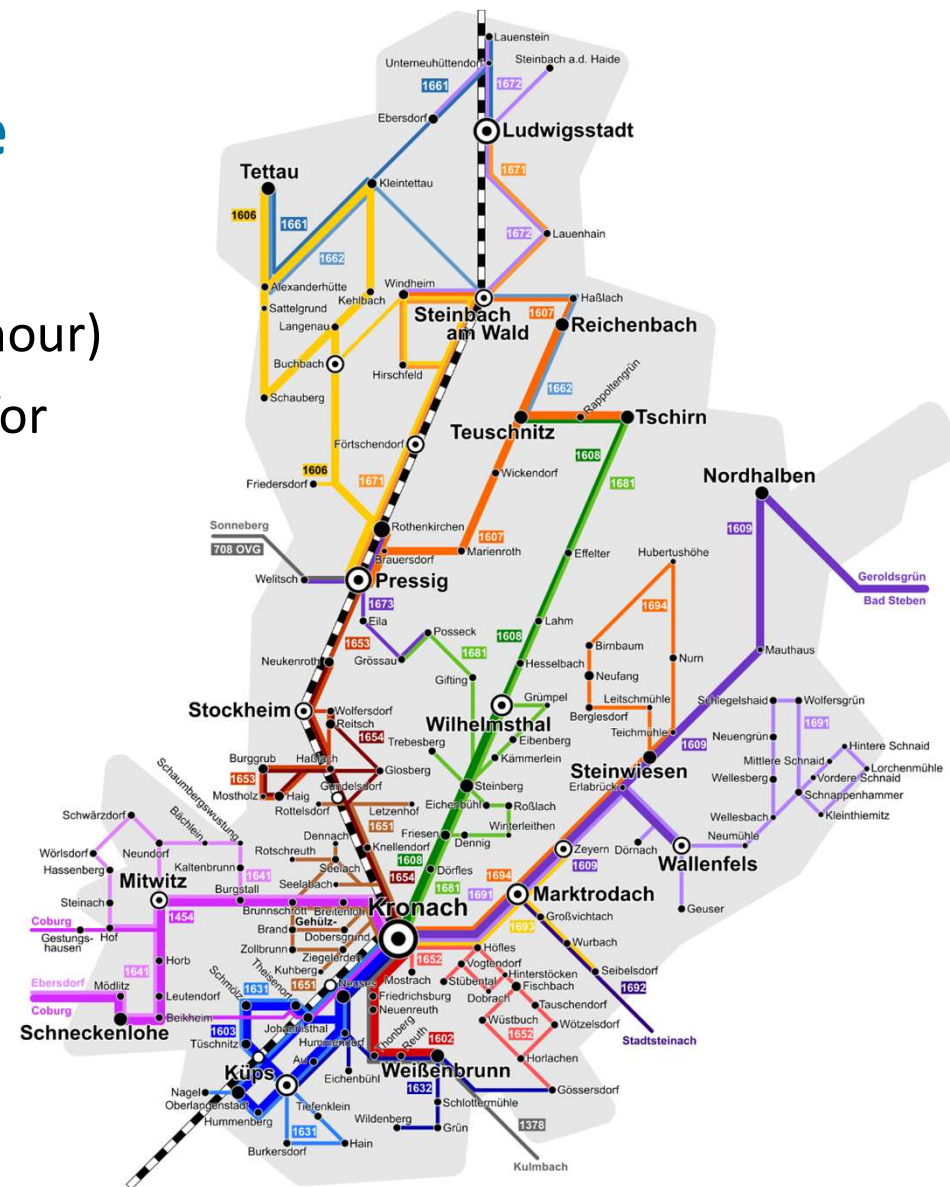 e
hour)
or
Lauenstein
Unterneuhüttendorf
Steinbach a.d. Haide
1661
1672
Ebersdorf
Ludwigsstadt
1671
Tettau
Kleintettau
1606
1661
1662
1672
Lauenhain
Alexanderhütte
Kehlbach
Windheim
Haßlach
Sattelgrund
Steinbach
am Wald
1607
Reichenbach
Langenau
Buchbach
Hirschfeld
1662
Rappoltengrün
Schauberg
Teuschnitz
Tschirn
Förtschendorf
1608
1606
1671
Wickendorf
1681
Friedersdorf
Nordhalben
Sonneberg
708 OVG
Rothenkirchen
1607
1609
Brauersdorf
Marienroth
Effelter
Hubertushöhe
Welitsch
Pressig
Geroldsgrün
Bad Steben
1673
1694
Eila
1653
Posseck
1608
Lahm
Neukenroth
Grössau
1681
Birnbaum
Mauthaus
Hesselbach
Nurn
Gifting
Neufang
Stockheim
Wolfersdorf
Reitsch
Grümpel
Leitschmühle
Berglesdorf
Schlegelshaid
Wolfersgrün
Wilhelmsthal
1691
1654
Trebesberg
Eibenberg
Teichmühle
1609
Neuengrün
Burggrub
Haßlach
Glosberg
Kämmerlein
Steinwiesen
Mittlere Schnaid
Hintere Schnaid
1653
Gundelsdorf
Steinberg
Erlabrück
Wellesberg
Vordere Schnaid
Lorchenmühle
Mostholz
Haig
Rottelsdorf
Letzenhof
Eichenbühl
Roßlach
Schnappenhammer
Schaumbergswustung
1651
Schwärzdorf
Bächlein
Dennach
Knellendorf
Friesen
Dennig
Winterleithen
Wellesbach
Kleinthiemitz
Wörlsdorf
Neundorf
Rotschreuth
Seelach
1608
Zeyern
1609
Dörnach
Neumühle
Wallenfels
Hassenberg
Kaltenbrunn
1641
Seelabach
1654
Dörfles
1681
1694
1691
Mitwitz
Burgstall
Marktrodach
Steinach
1454
Brunnschrott
Breitenloh
Kronach
Geuser
Coburg
Gestungs-
hausen
Hof
Brand
Gehülz-
Dobersgrund
1693
Großvichtach
Zollbrunn
Ziegelerden
1652
Höfles
Wurbach
Ebersdorf
Coburg
1641
Horb
Kuhberg
Mostrach
Vogtendorf
Stübental
Hinterstöcken
Seibelsdorf
Mödlitz
Schmölz
Theisenort
1651
Neuses
Fischbach
1692
Leutendorf
1631
Friedrichsburg
Dobrach
Tauschendorf
Schneckenlohe
Beikheim
1603
Johannisthal
Neuenreuth
Wüstbuch
1652
Wötzelsdorf
Stadtsteinach
Tüschnitz
Hummendorf
Thonberg
Reuth
1602
Horlachen
Au
Küps
Eichenbühl
Weißenbrunn
1632
Gössersdorf
Nagel
Oberlangenstadt
Hummenberg
Tiefenklein
Schlottermühle
Wildenberg
Grün
1378
1631
Burkersdorf
Hain
Kulmbach